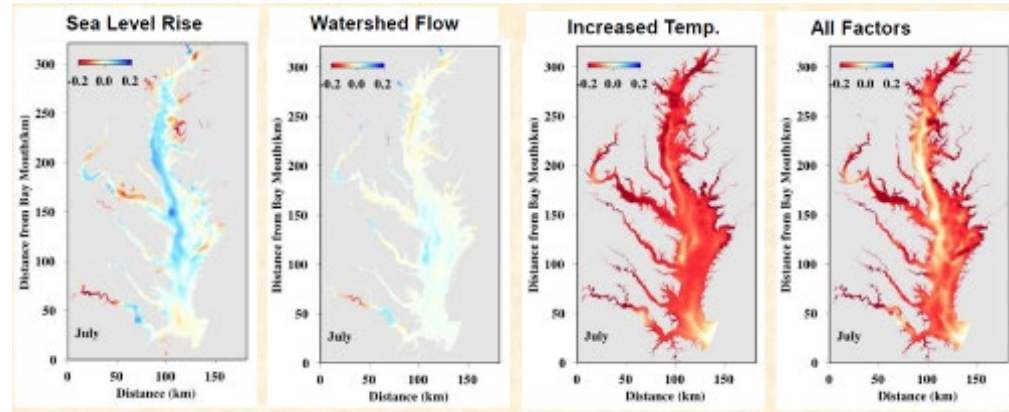 Sea Level Rise
-0.2 0.0 0.2
300
250
200
150
100
50
0
Distance from Bay Mouth(km)
July
0 50 100 150
Distance (km)
Watershed Flow
-0.2 0.0 0.2
300
250
200
150
100
50
0
Distance from Bay Mouth(km)
July
0 50 100 150
Distance (km)
Increased Temp.
-0.2 0.0 0.2
300
250
200
150
100
50
0
Distance from Bay Mouth(km)
July
0 50 100 150
Distance (km)
All Factors
-0.2 0.0 0.2
300
250
200
150
100
50
0
Distance from Bay Mouth(km)
July
0 50 100 150
Distance (km)